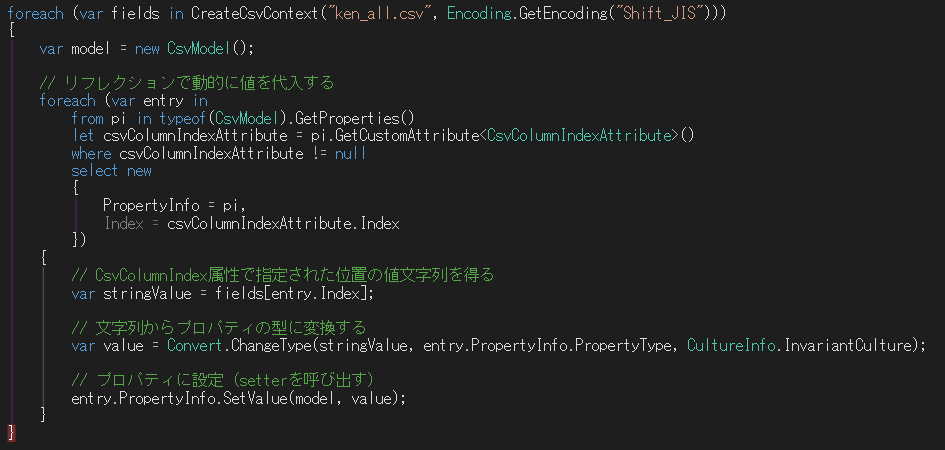 foreach (var fields in CreateCsvContext("ken_all.csv", Encoding.GetEncoding("Shift_JIS")))
{
    var model = new CsvModel();

    // リフレクションで動的に値を代入する
    foreach (var entry in
        from pi in typeof(CsvModel).GetProperties()
        let csvColumnIndexAttribute = pi.GetCustomAttribute<CsvColumnIndexAttribute>()
        where csvColumnIndexAttribute != null
        select new
        {
            PropertyInfo = pi,
            Index = csvColumnIndexAttribute.Index
        })
    {
        // CsvColumnIndex属性で指定された位置の値文字列を得る
        var stringValue = fields[entry.Index];

        // 文字列からプロパティの型に変換する
        var value = Convert.ChangeType(stringValue, entry.PropertyInfo.PropertyType, CultureInfo.InvariantCulture);

        // プロパティに設定（setterを呼び出す）
        entry.PropertyInfo.SetValue(model, value);
    }
}